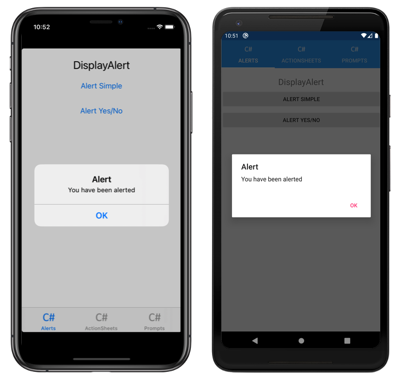 10:52
DisplayAlert
Alert Simple
Alert Yes/No
Alert
You have been alerted
OK
C# C# C#
Alerts ActionSheets Prompts
10:51
C# C# C#
ALERTS ACTIONSHEETS PROMPTS
DisplayAlert
ALERT SIMPLE
ALERT YES/NO
Alert
You have been alerted
OK